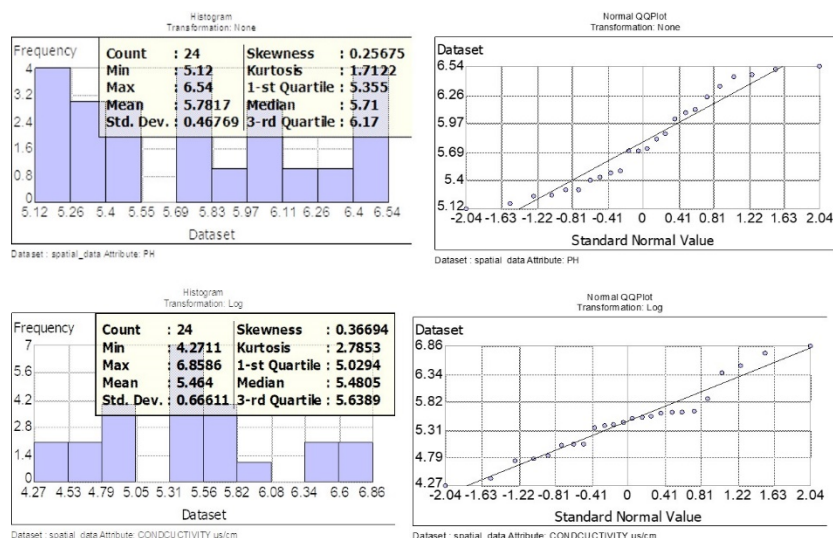 Histogram
Transformation: None
Frequency
Count : 24 Skewness : 0.25675
Min : 5.12 Kurtosis : 1.7122
Max : 6.54 1-st Quartile : 5.355
Mean : 5.7817 Median : 5.71
Std. Dev. : 0.46769 3-rd Quartile : 6.17
4
3.2
2.4
1.6
0.8
0
5.12 5.26 5.4 5.55 5.69 5.83 5.97 6.11 6.26 6.4 6.54
Dataset
Dataset : spatial_data Attribute: PH
Normal QQPlot
Transformation: None
Dataset
6.54
6.26
5.97
5.69
5.4
5.12
-2.04 -1.63 -1.22 -0.81 -0.41 0 0.41 0.81 1.22 1.63 2.04
Standard Normal Value
Dataset : spatial_data Attribute: PH
Histogram
Transformation: Log
Frequency
Count : 24 Skewness : 0.36694
Min : 4.2711 Kurtosis : 2.7853
Max : 6.8586 1-st Quartile : 5.0294
Mean : 5.464 Median : 5.4805
Std. Dev. : 0.66611 3-rd Quartile : 5.6389
7
5.6
4.2
2.8
1.4
0
4.27 4.53 4.79 5.05 5.31 5.56 5.82 6.08 6.34 6.6 6.86
Dataset
Dataset : spatial_data Attribute: CONDCUCTIVITY us/cm
Normal QQPlot
Transformation: Log
Dataset
6.86
6.34
5.82
5.31
4.79
4.27
-2.04 -1.63 -1.22 -0.81 -0.41 0 0.41 0.81 1.22 1.63 2.04
Standard Normal Value
Dataset : spatial_data Attribute: CONDCUCTIVITY us/cm